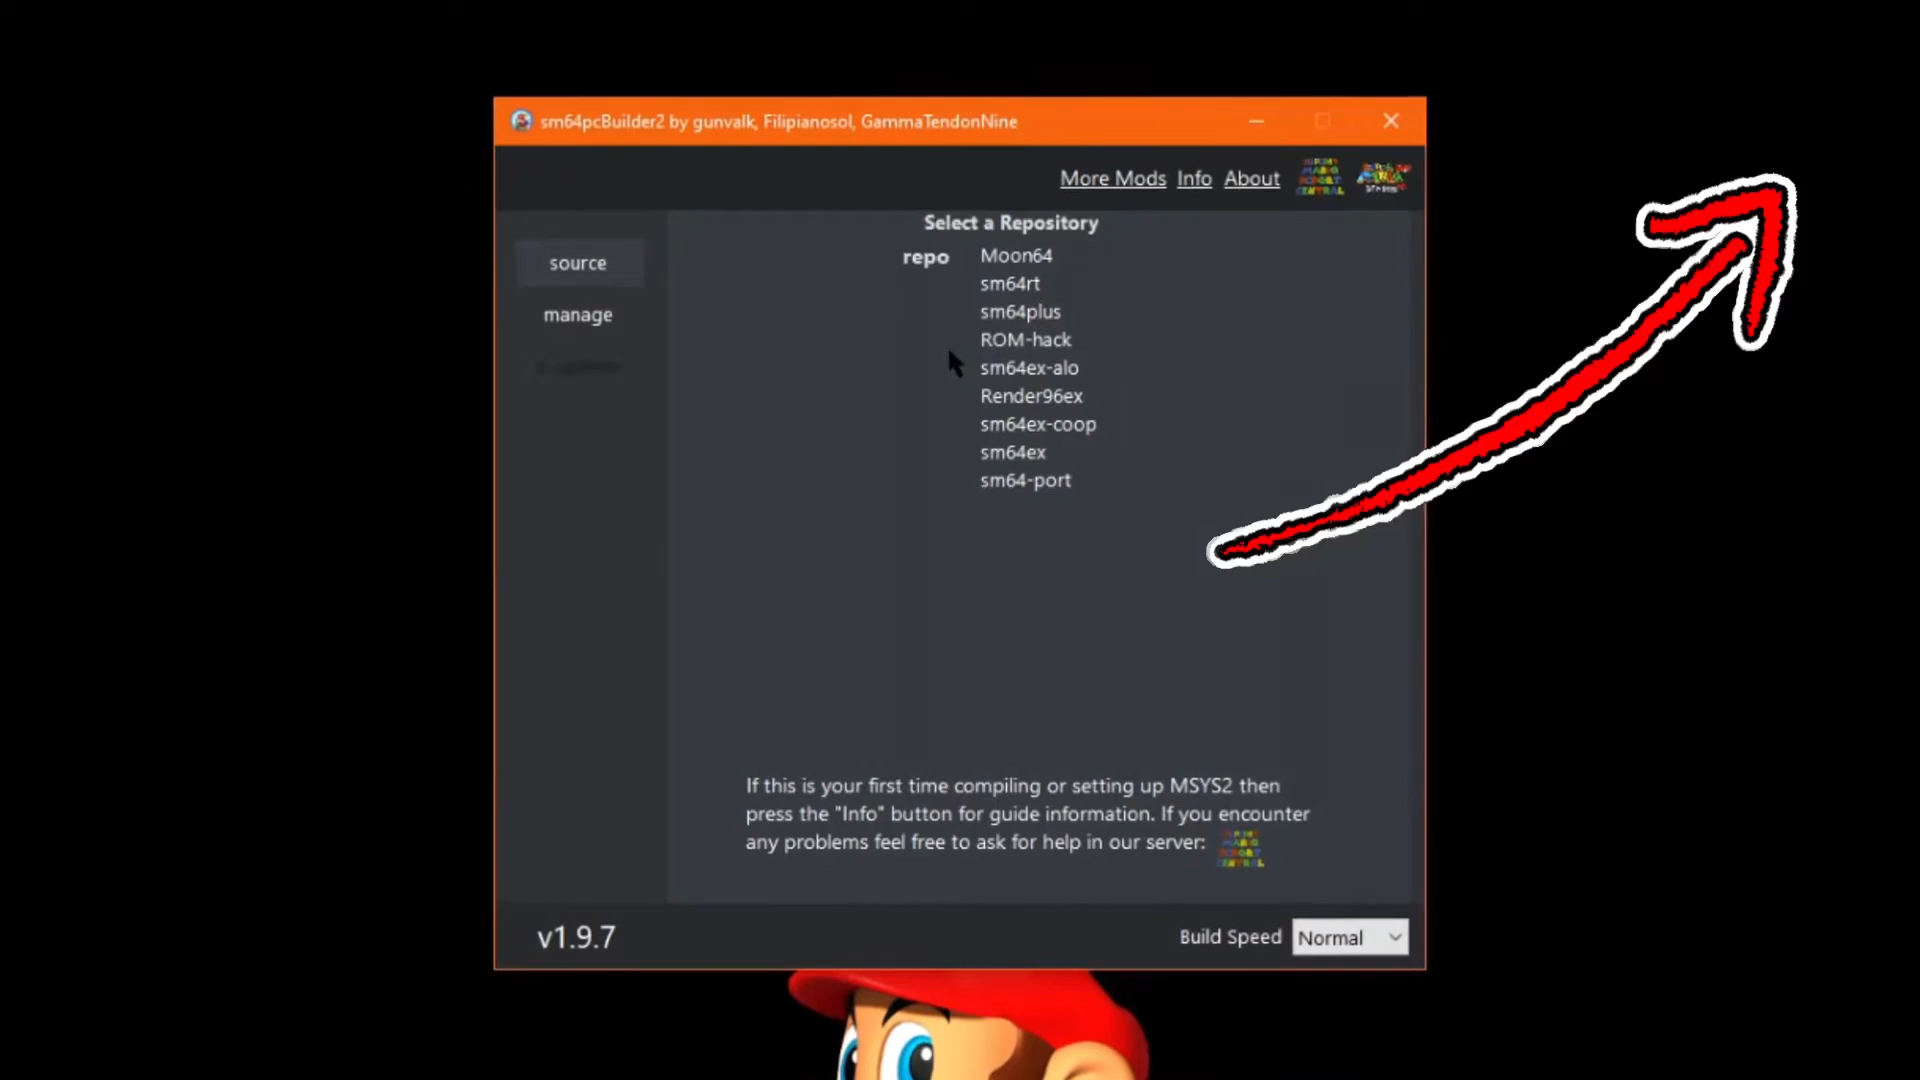 sm64pcBuilder2 by gunvalk, Filipianosol, GammaTendonNine
More Mods Info About
Select a Repository
source
manage
repo
Moon64
sm64rt
sm64plus
ROM-hack
sm64ex-alo
Render96ex
sm64ex-coop
sm64ex
sm64-port
If this is your first time compiling or setting up MSYS2 then
press the "Info" button for guide information. If you encounter
any problems feel free to ask for help in our server:
v1.9.7
Build Speed Normal